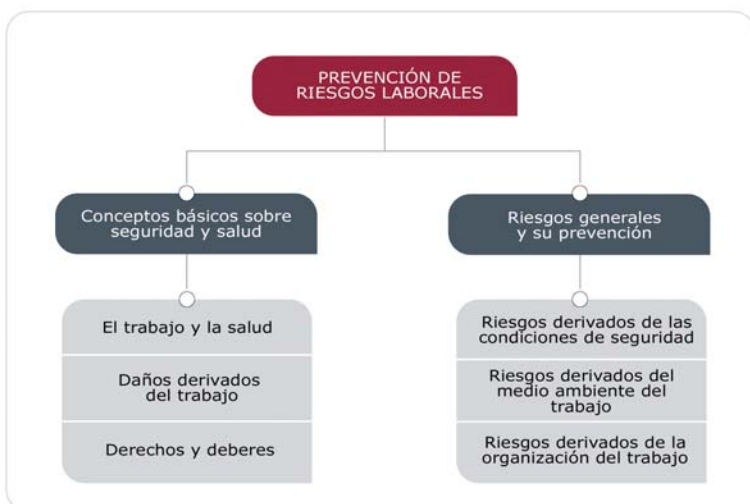 PREVENCIÓN DE
RIESGOS LABORALES
Conceptos básicos sobre
seguridad y salud
El trabajo y la salud
Daños derivados
del trabajo
Derechos y deberes
Riesgos generales
y su prevención
Riesgos derivados de las
condiciones de seguridad
Riesgos derivados del
medio ambiente del
trabajo
Riesgos derivados de la
organización del trabajo